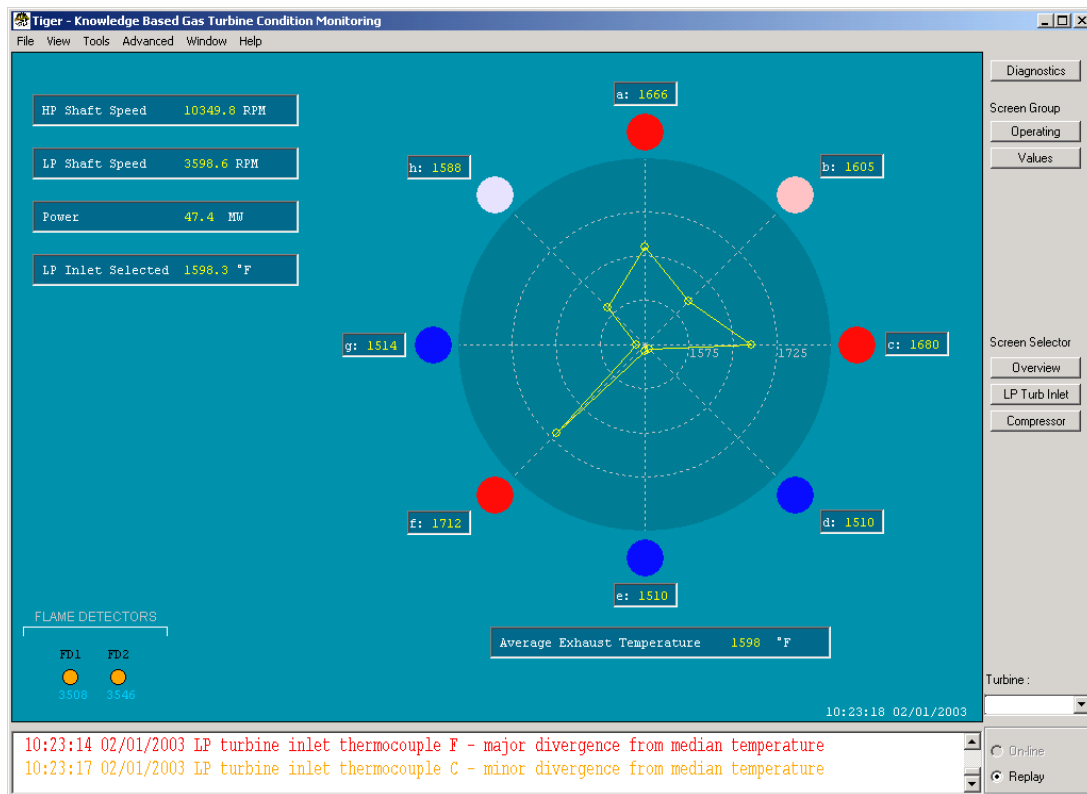 Tiger - Knowledge Based Gas Turbine Condition Monitoring
File View Tools Advanced Window Help
HP Shaft Speed 10349.8 RPM
LP Shaft Speed 3598.6 RPM
Power 47.4 MW
LP Inlet Selected 1598.3 °F
a: 1666
h: 1588
b: 1605
g: 1514
1575 1725
c: 1680
f: 1712
d: 1510
e: 1510
Average Exhaust Temperature 1598 °F
FLAME DETECTORS
FD1 FD2
3508 3546
10:23:18 02/01/2003
Diagnostics
Screen Group
Operating
Values
Screen Selector
Overview
LP Turb Inlet
Compressor
Turbine :
10:23:14 02/01/2003 LP turbine inlet thermocouple F - major divergence from median temperature
10:23:17 02/01/2003 LP turbine inlet thermocouple C - minor divergence from median temperature
On-line
Replay